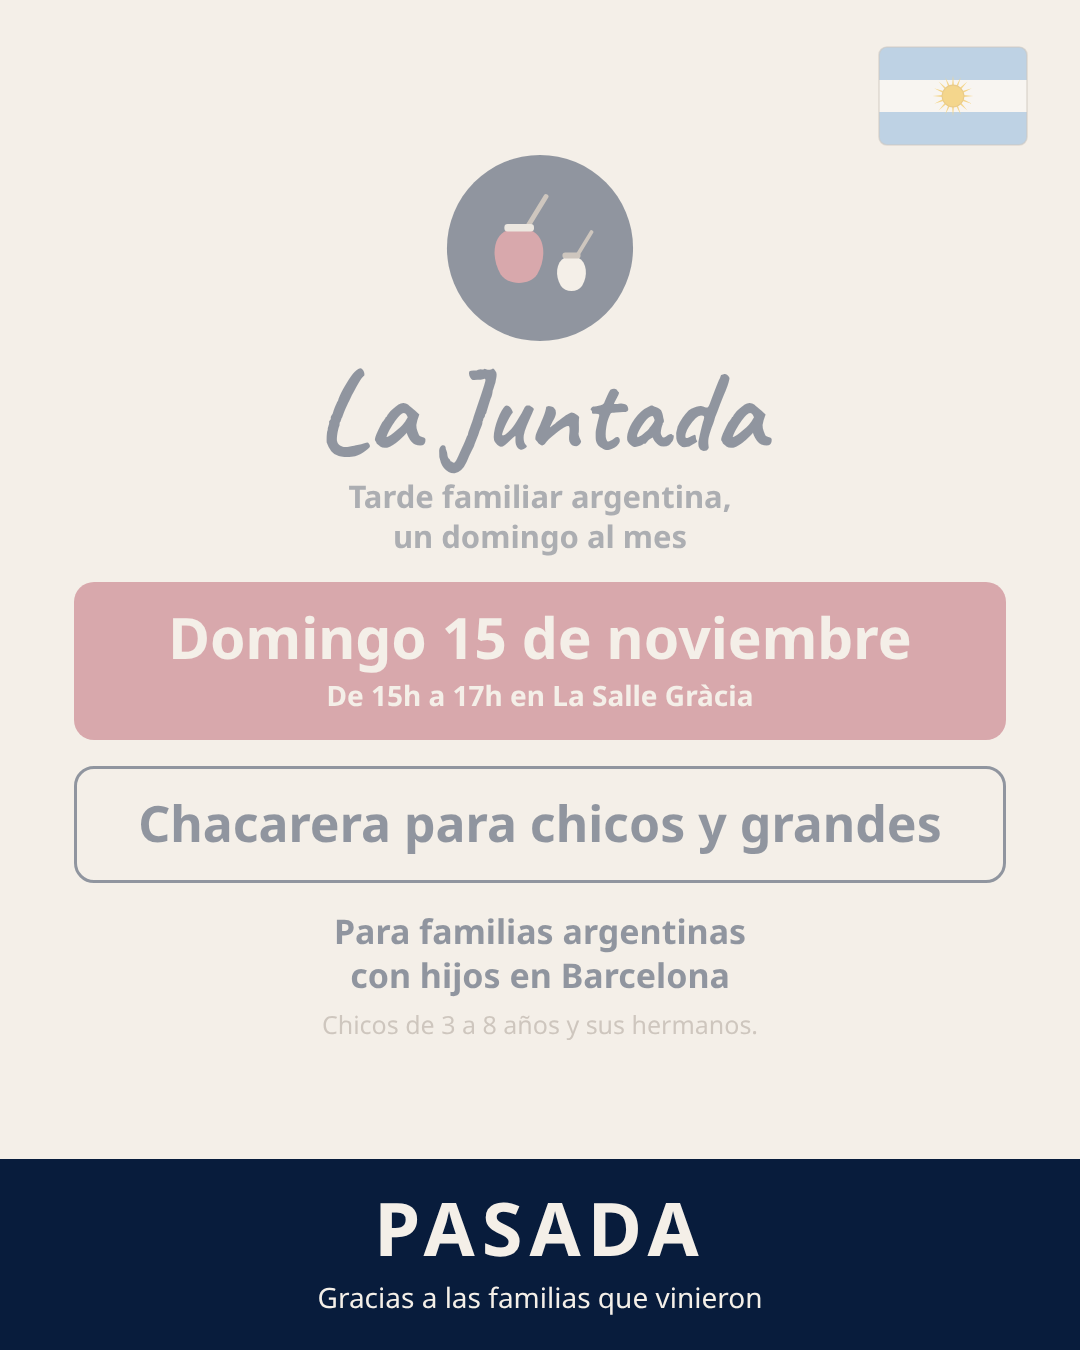 La Juntada
Tarde familiar argentina,
un domingo al mes
Domingo 15 de noviembre
De 15h a 17h en La Salle Gràcia
Chacarera para chicos y grandes
Para familias argentinas
con hijos en Barcelona
Chicos de 3 a 8 años y sus hermanos.
PASADA
Gracias a las familias que vinieron